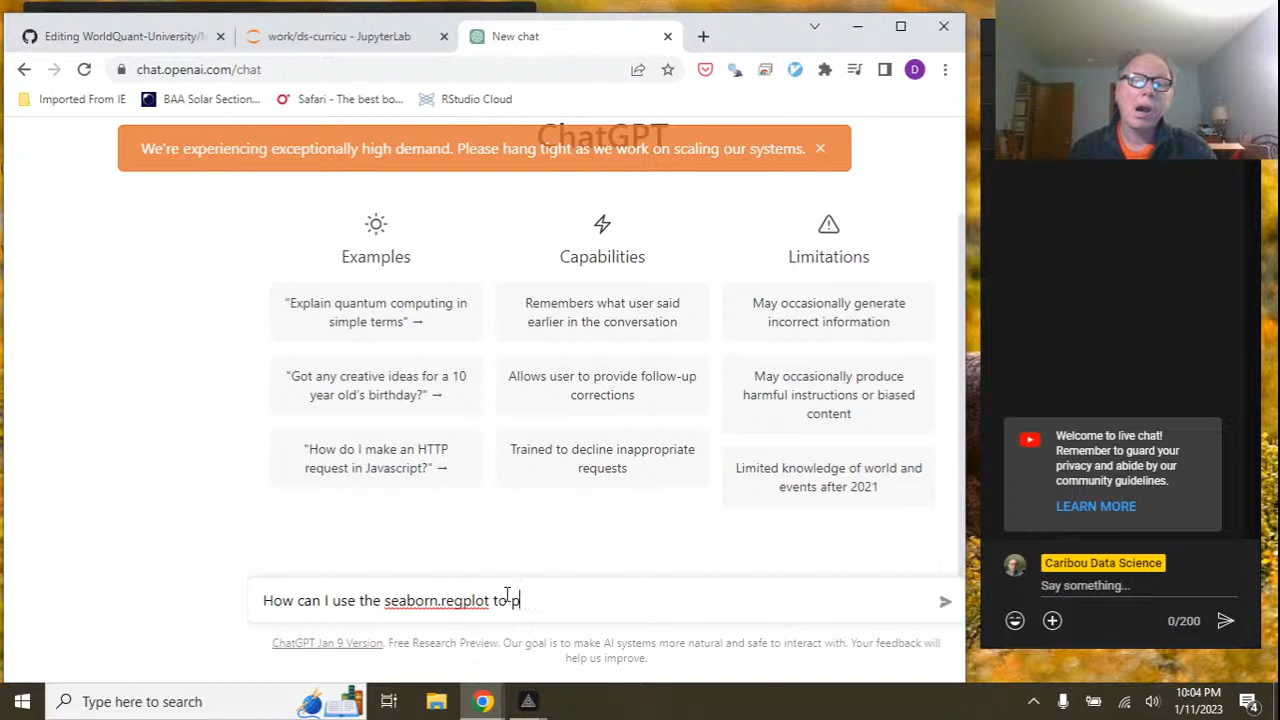 Editing WorldQuant-University/
work/ds-curricu - JupyterLab
New chat
chat.openai.com/chat
D
Imported From IE
BAA Solar Section...
Safari - The best bo...
RStudio Cloud
ChatGPT
We're experiencing exceptionally high demand. Please hang tight as we work on scaling our systems.
Examples
Capabilities
Limitations
"Explain quantum computing in
simple terms" →
Remembers what user said
earlier in the conversation
May occasionally generate
incorrect information
"Got any creative ideas for a 10
year old's birthday?" →
Allows user to provide follow-up
corrections
May occasionally produce
harmful instructions or biased
content
"How do I make an HTTP
request in Javascript?" →
Trained to decline inappropriate
requests
Limited knowledge of world and
events after 2021
How can I use the seaborn.regplot to p
ChatGPT Jan 9 Version. Free Research Preview. Our goal is to make AI systems more natural and safe to interact with. Your feedback will
help us improve.
Welcome to live chat!
Remember to guard your
privacy and abide by our
community guidelines.
LEARN MORE
Caribou Data Science
Say something...
0/200
Type here to search
10:04 PM
1/11/2023
4